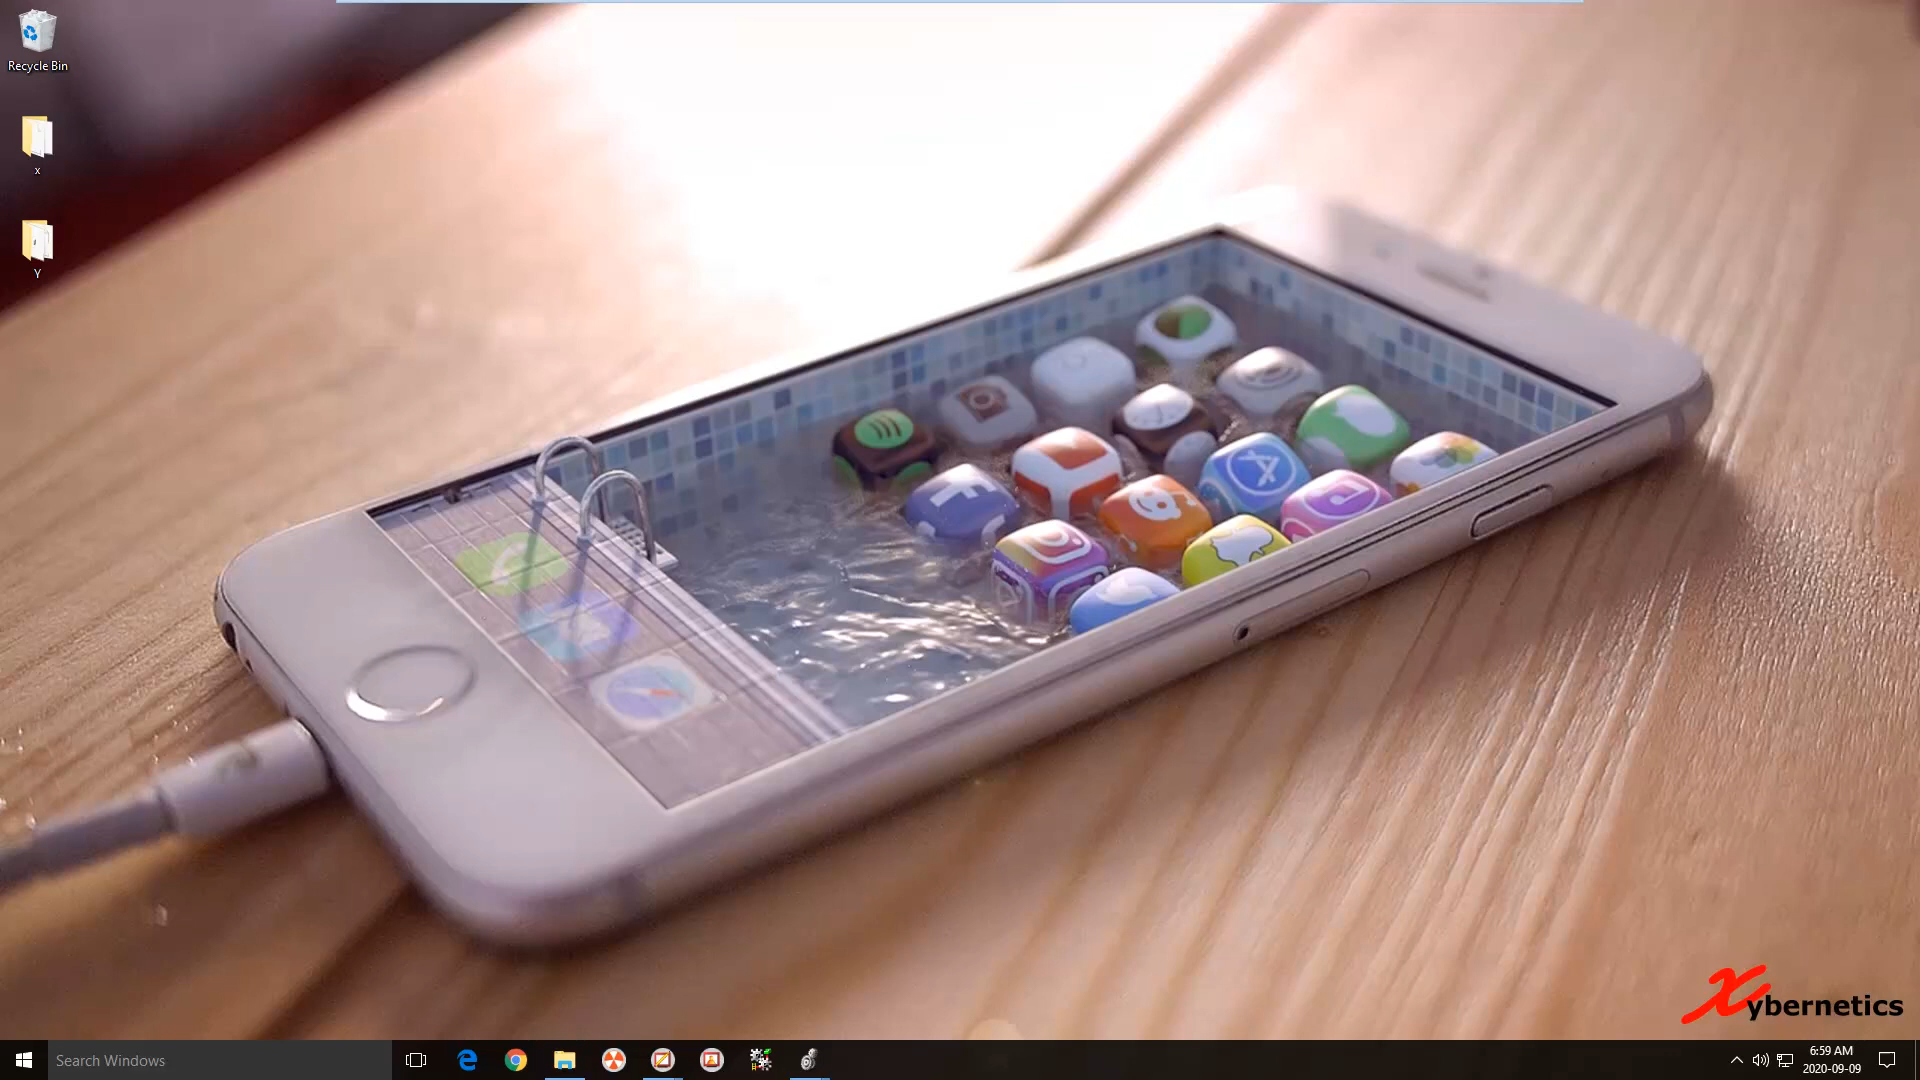 Recycle Bin
x
Y
Xybernetics
Search Windows
6:59 AM
2020-09-09